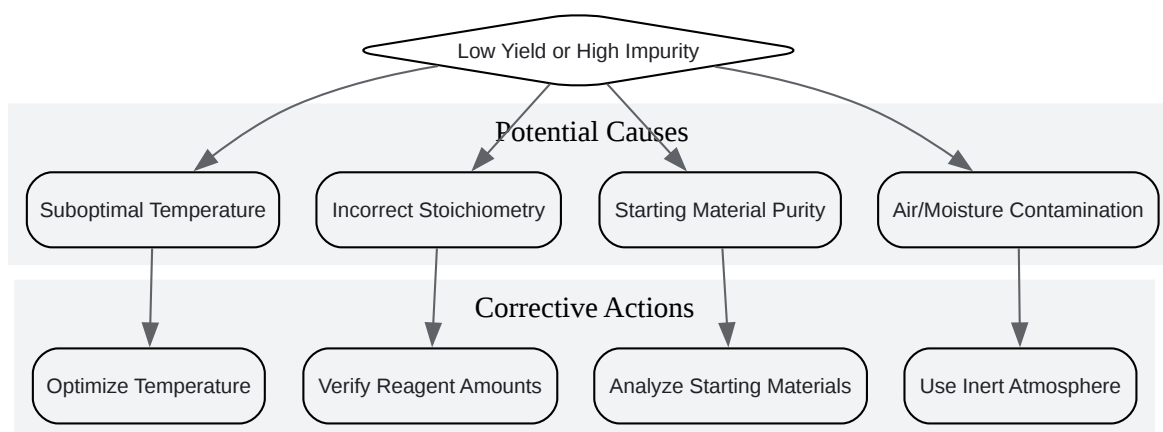 Low Yield or High Impurity
Potential Causes
Suboptimal Temperature
Incorrect Stoichiometry
Starting Material Purity
Air/Moisture Contamination
Corrective Actions
Optimize Temperature
Verify Reagent Amounts
Analyze Starting Materials
Use Inert Atmosphere